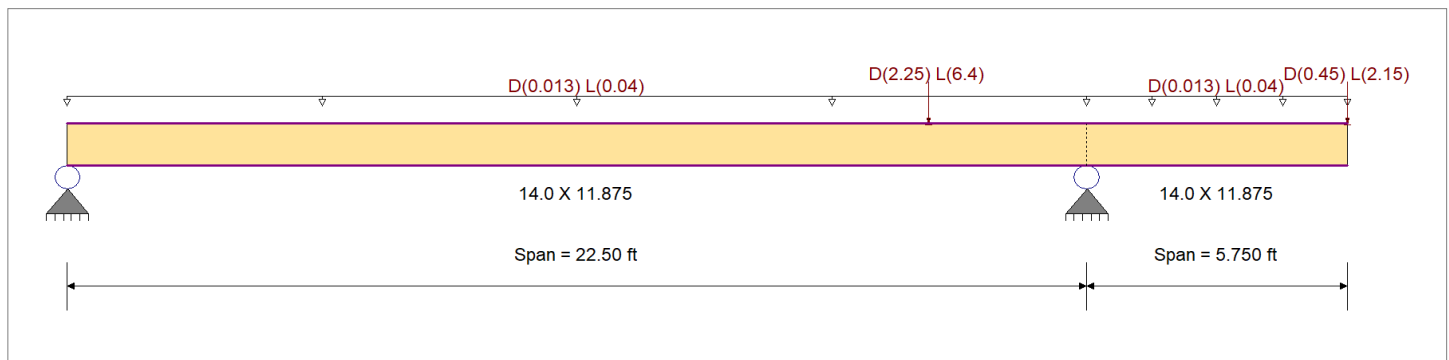 D(2.25) L(6.4)
D(0.45) L(2.15)
D(0.013) L(0.04)
D(0.013) L(0.04)
14.0 X 11.875
14.0 X 11.875
Span = 22.50 ft
Span = 5.750 ft